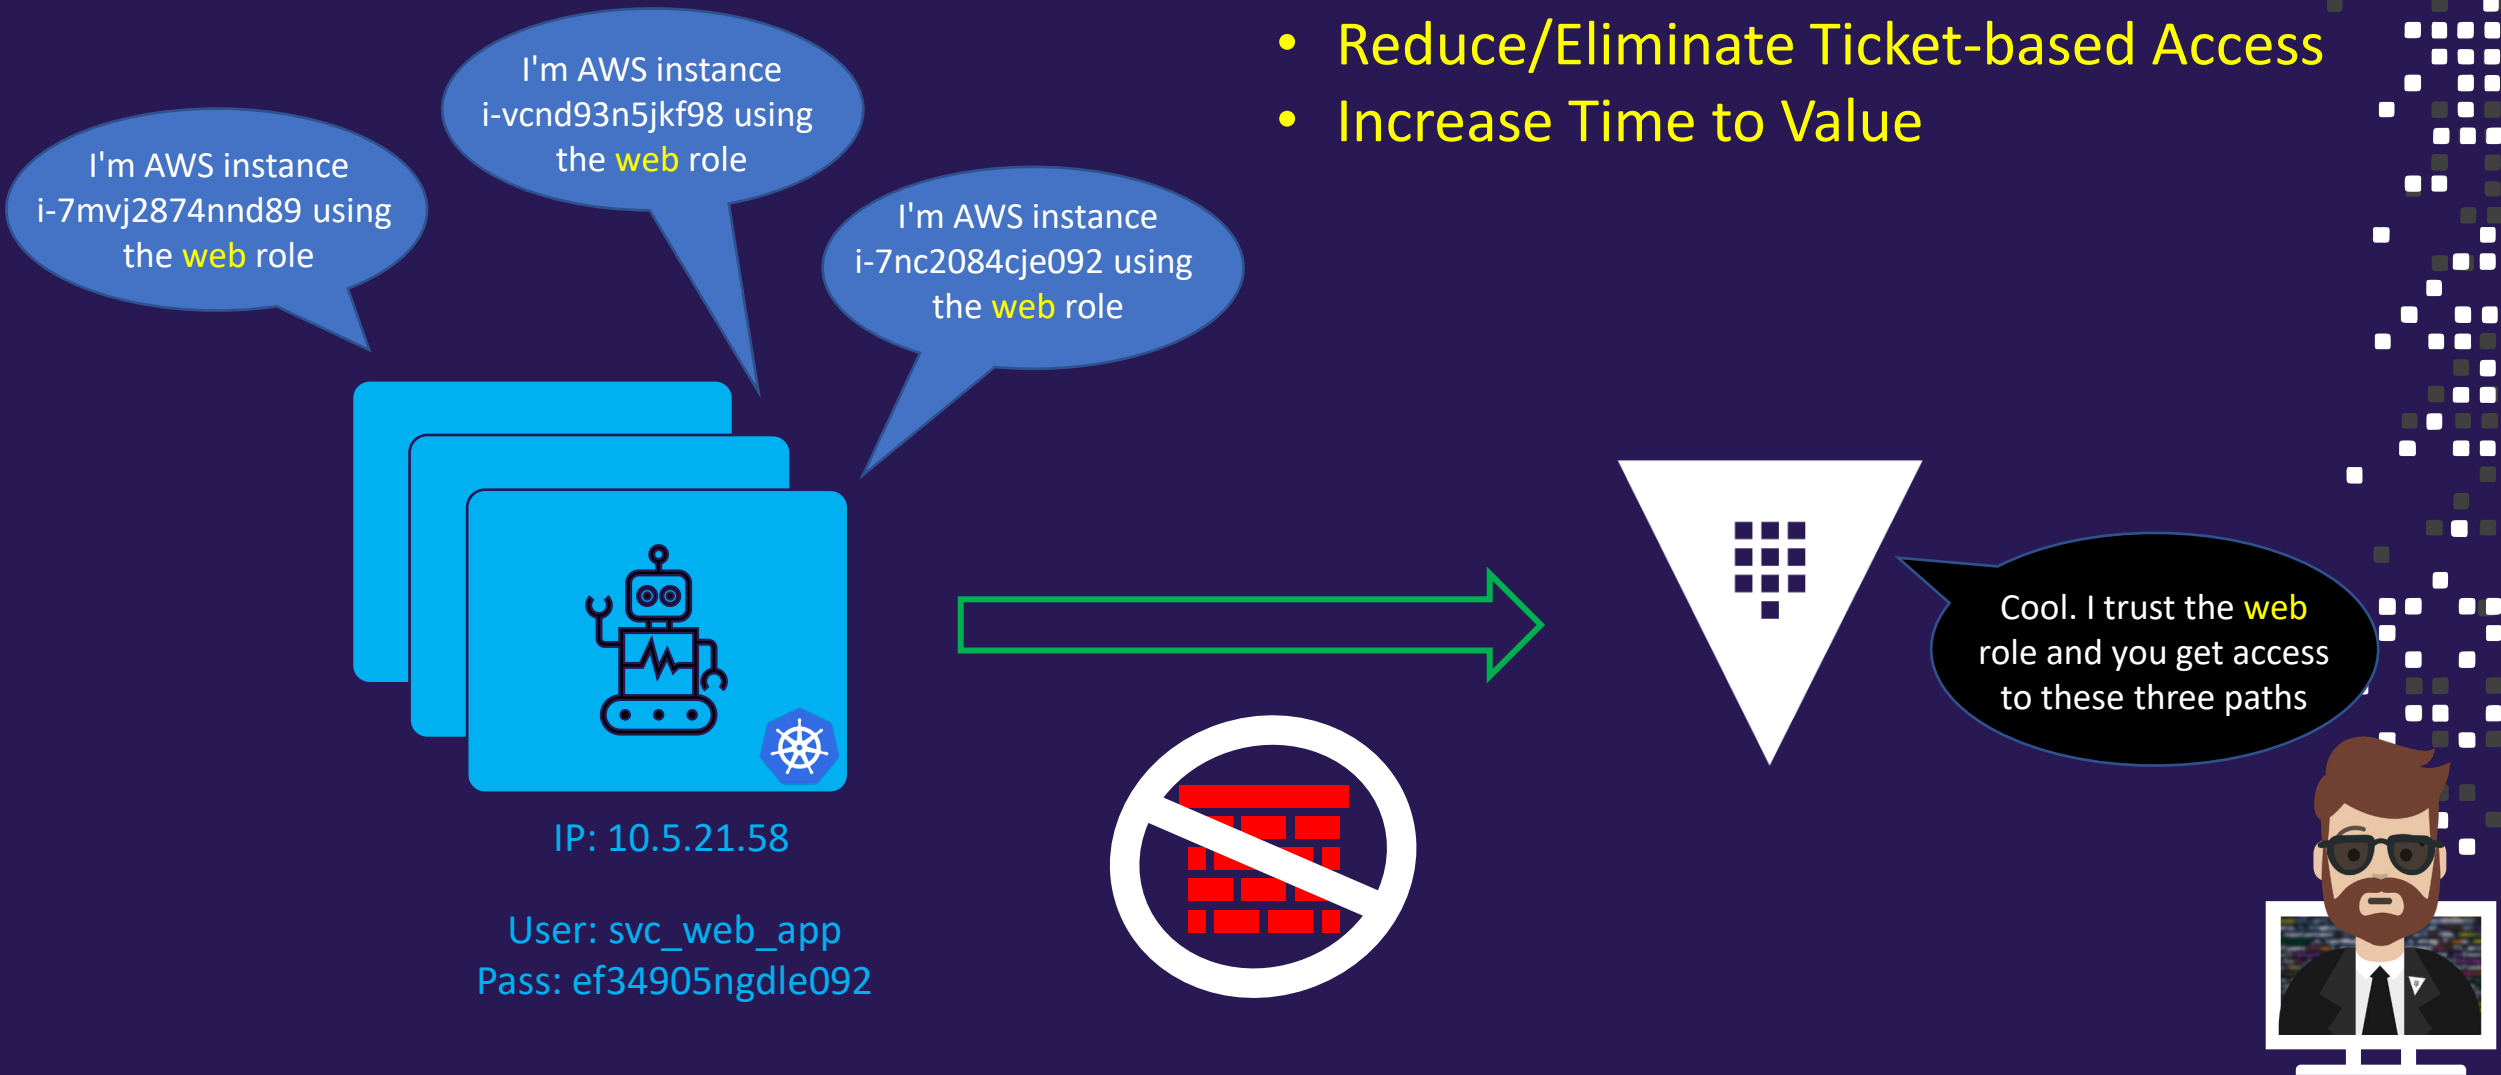 • Reduce/Eliminate Ticket-based Access
• Increase Time to Value
I'm AWS instance
i-7mvj2874nnd89 using
the web role
I'm AWS instance
i-vcnd93n5jkf98 using
the web role
I'm AWS instance
i-7nc2084cje092 using
the web role
Cool. I trust the web
role and you get access
to these three paths
IP: 10.5.21.58
User: svc_web_app
Pass: ef34905ngdle092